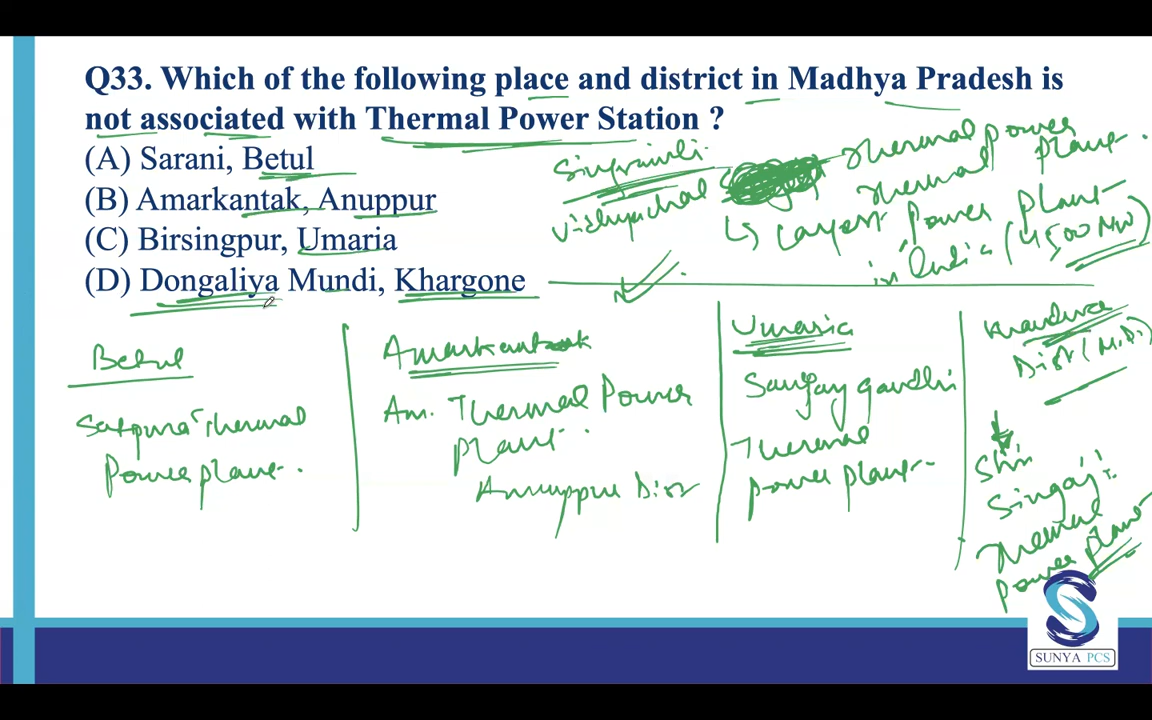 Q33. Which of the following place and district in Madhya Pradesh is
not associated with Thermal Power Station ?
(A) Sarani, Betul
(B) Amarkantak, Anuppur
(C) Birsingpur, Umaria
(D) Dongaliya Mundi, Khargone
Singrauli
Vidhyachal
Thermal power
plant.
Thermal
Largest power plant
in India (4500 MW)
Betul
Satpura Thermal
Power plant.
Amarkantak
Am. Thermal Power
plant.
Anuppur Dist
Umaria
Sanjay gandhi
Thermal
power plant
Khandwa
Dist (M.P.)
Shri
Singaji
Thermal
power plant
SUNYA PCS